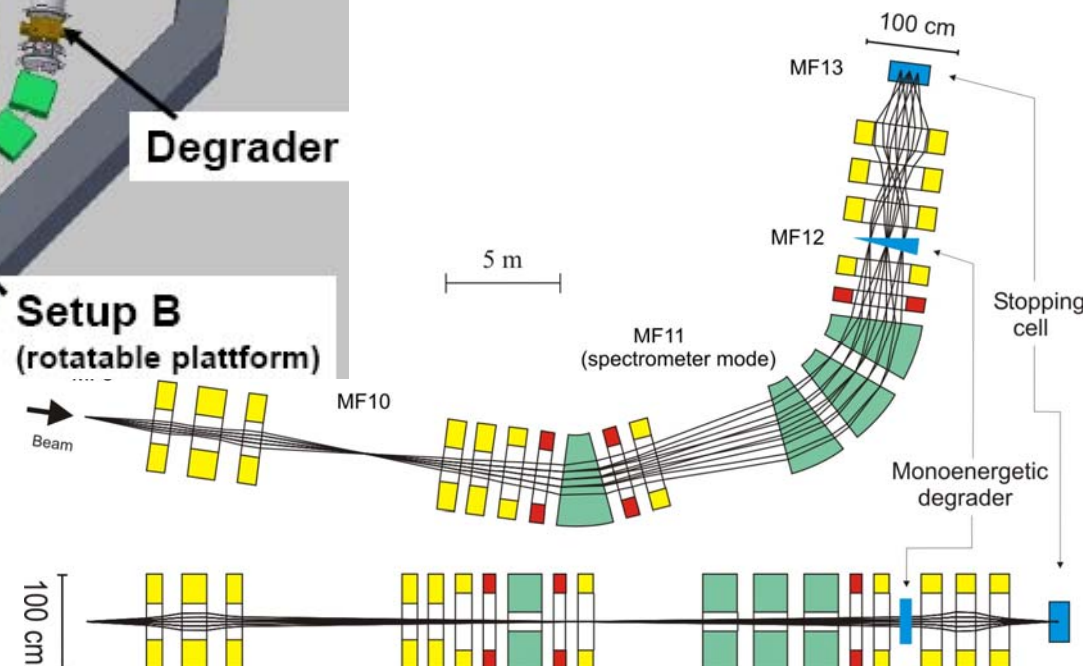 Degrader
Setup B
(rotatable plattform)
100 cm
MF13
MF12
5 m
Stopping
cell
MF11
(spectrometer mode)
MF10
Beam
Monoenergetic
degrader
100 cm